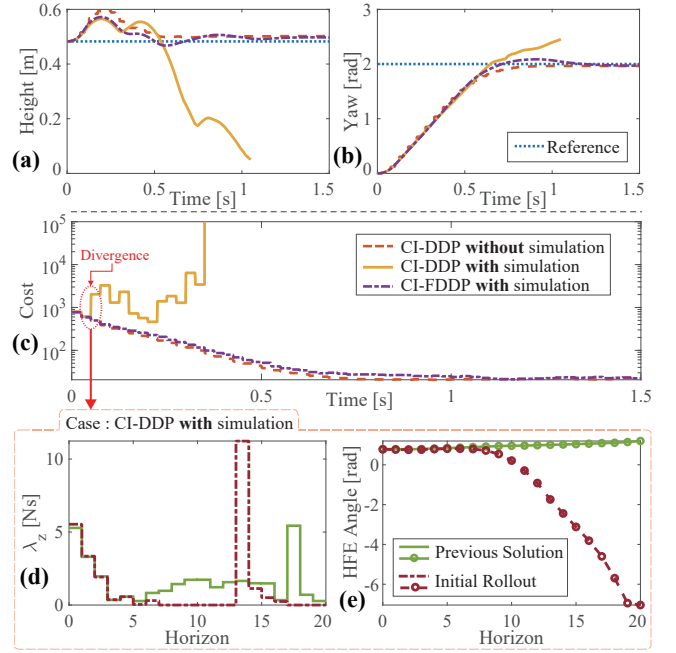 0.6
0.4
0.2
0
Height [m]
(a)
0
0.5
1
1.5
Time [s]
3
2
1
0
Yaw [rad]
(b)
Reference
0
0.5
1
1.5
Time [s]
10^5
10^4
10^3
10^2
Cost
(c)
Divergence
CI-DDP without simulation
CI-DDP with simulation
CI-FDDP with simulation
0
0.5
1
1.5
Time [s]
Case : CI-DDP with simulation
10
5
0
λz [Ns]
(d)
0
5
10
15
20
Horizon
0
-2
-4
-6
HFE Angle [rad]
(e)
Previous Solution
Initial Rollout
0
5
10
15
20
Horizon